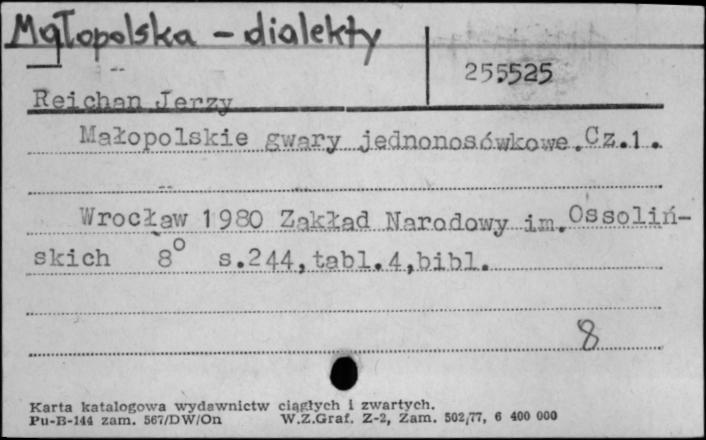 Małopolska - dialekty
255525
Reichan Jerzy
Małopolskie gwary jednonosówkowe.Cz.1.
Wrocław 1980 Zakład Narodowy im.Ossoliń-
skich 8° s.244,tabl.4,bibl.
8
Karta katalogowa wydawnictw ciągłych i zwartych.
Pu-B-144 zam. 567/DW/On W.Z.Graf. Z-2, Zam. 502/77, 6 400 000